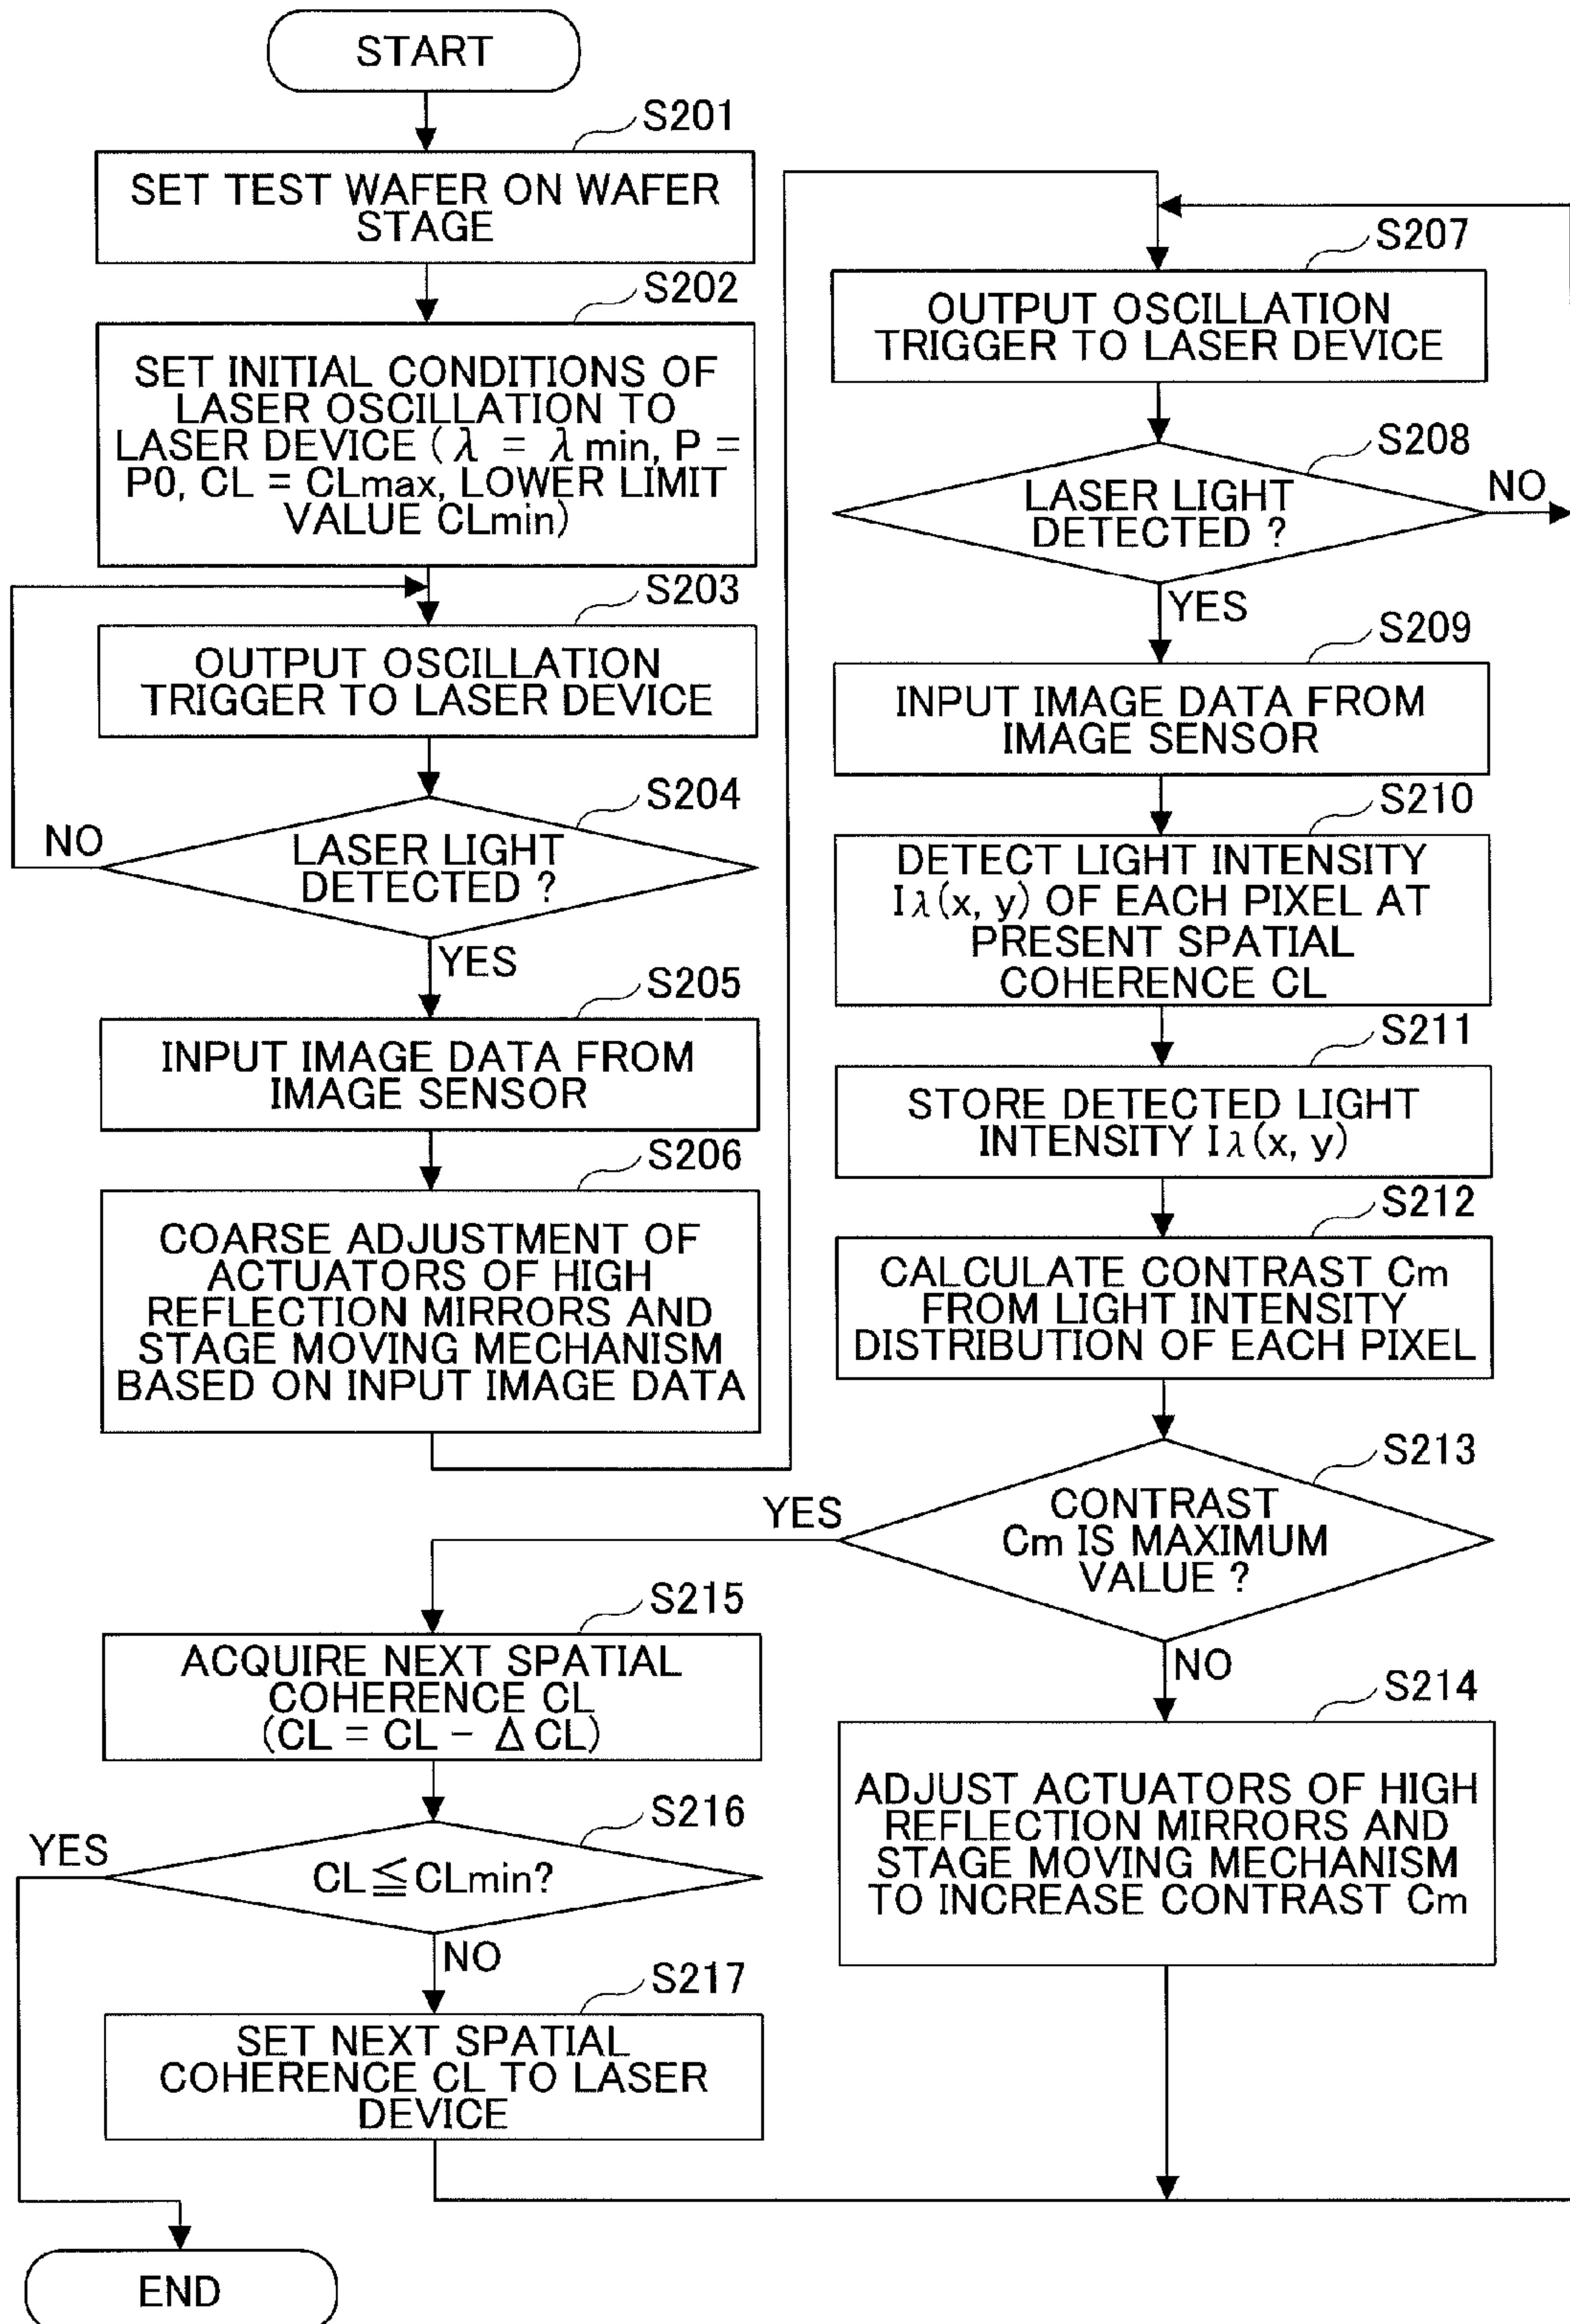 START
S201
SET TEST WAFER ON WAFER
STAGE
S202
SET INITIAL CONDITIONS OF
LASER OSCILLATION TO
LASER DEVICE ( λ = λ min, P =
P0, CL = CLmax, LOWER LIMIT
VALUE CLmin)
S203
OUTPUT OSCILLATION
TRIGGER TO LASER DEVICE
S204
NO
LASER LIGHT
DETECTED ?
YES
S205
INPUT IMAGE DATA FROM
IMAGE SENSOR
S206
COARSE ADJUSTMENT OF
ACTUATORS OF HIGH
REFLECTION MIRRORS AND
STAGE MOVING MECHANISM
BASED ON INPUT IMAGE DATA
S207
OUTPUT OSCILLATION
TRIGGER TO LASER DEVICE
S208
LASER LIGHT
DETECTED ?
NO
YES
S209
INPUT IMAGE DATA FROM
IMAGE SENSOR
S210
DETECT LIGHT INTENSITY
Iλ(x, y) OF EACH PIXEL AT
PRESENT SPATIAL
COHERENCE CL
S211
STORE DETECTED LIGHT
INTENSITY Iλ(x, y)
S212
CALCULATE CONTRAST Cm
FROM LIGHT INTENSITY
DISTRIBUTION OF EACH PIXEL
S213
YES
CONTRAST
Cm IS MAXIMUM
VALUE ?
NO
S214
ADJUST ACTUATORS OF HIGH
REFLECTION MIRRORS AND
STAGE MOVING MECHANISM
TO INCREASE CONTRAST Cm
S215
ACQUIRE NEXT SPATIAL
COHERENCE CL
(CL = CL − Δ CL)
S216
YES
CL≦CLmin?
NO
S217
SET NEXT SPATIAL
COHERENCE CL TO LASER
DEVICE
END